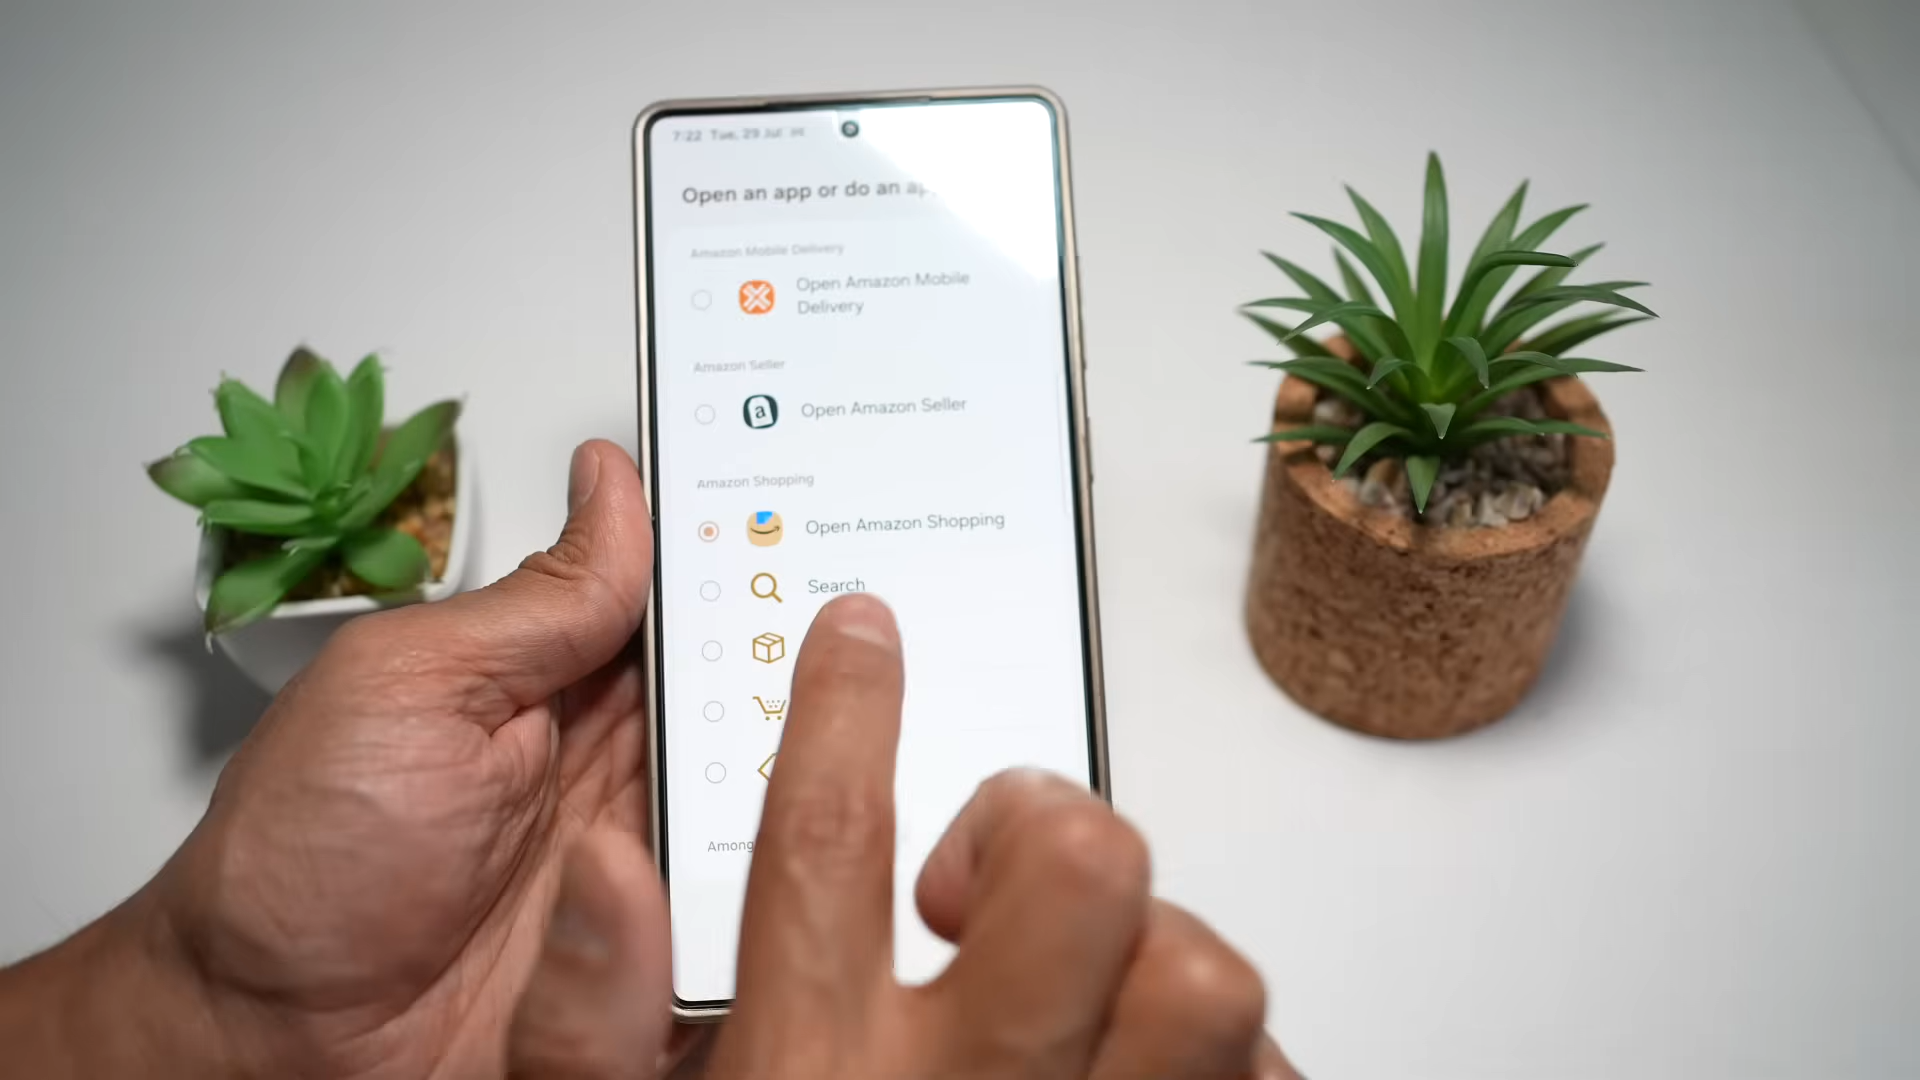 7:22 Tue, 29 Jul
Open an app or do an ap
Amazon Mobile Delivery
Open Amazon Mobile
Delivery
Amazon Seller
a
Open Amazon Seller
Amazon Shopping
Open Amazon Shopping
Search
Among